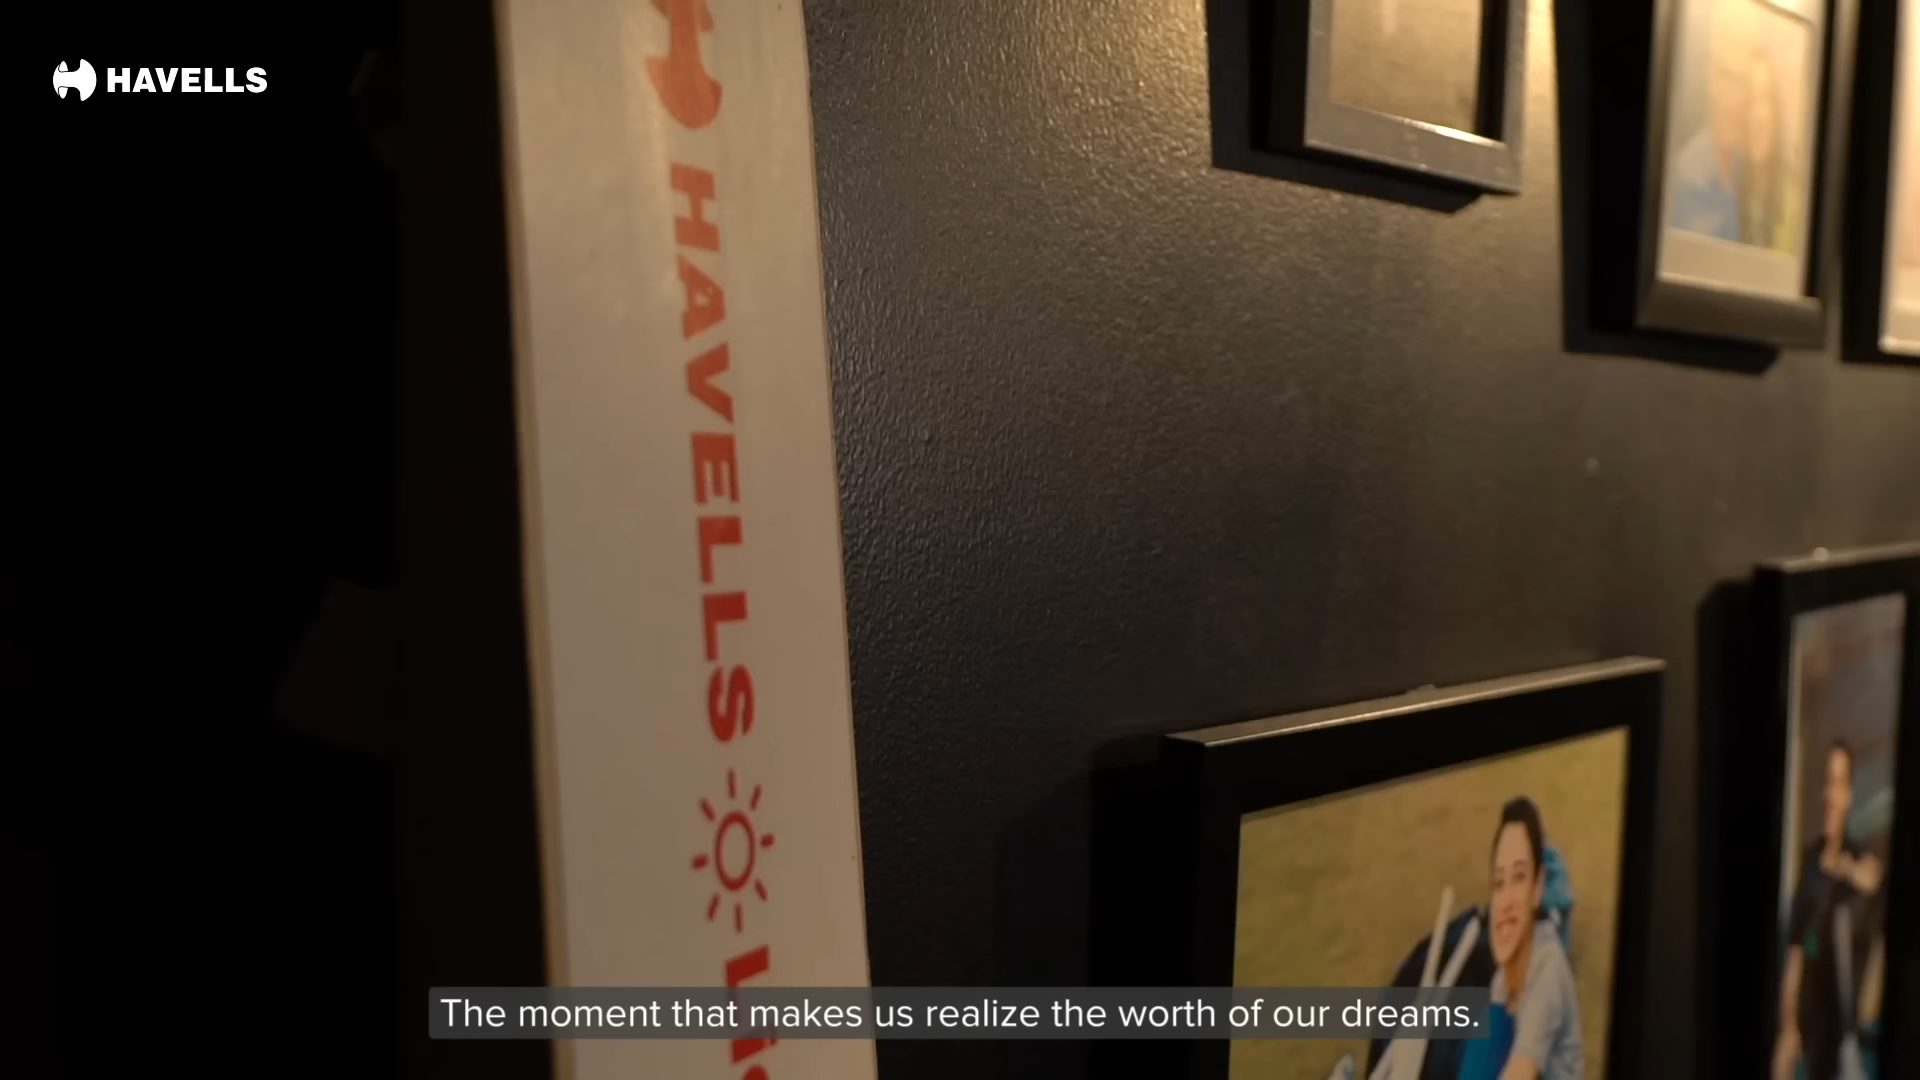 HAVELLS
HAVELLS
The moment that makes us realize the worth of our dreams.